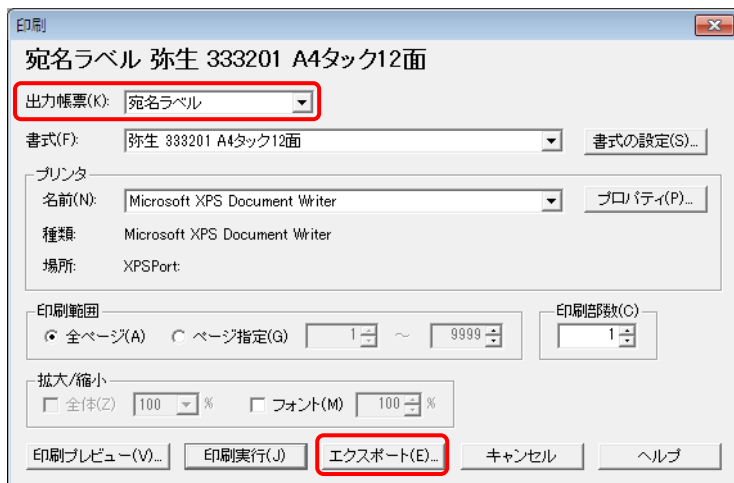 印刷
宛名ラベル 弥生 333201 A4タック12面
出力帳票(K): 宛名ラベル
書式(F): 弥生 333201 A4タック12面 書式の設定(S)...
プリンタ
名前(N): Microsoft XPS Document Writer プロパティ(P)...
種類: Microsoft XPS Document Writer
場所: XPSPort:
印刷範囲 印刷部数(C)
全ページ(A) ページ指定(G) 1 ～ 9999 1
拡大/縮小
全体(Z) 100 % フォント(M) 100 %
印刷プレビュー(V)... 印刷実行(J) エクスポート(E)... キャンセル ヘルプ